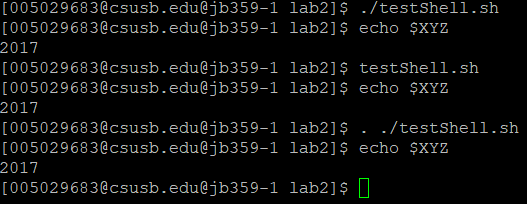 [005029683@csusb.edu@jb359-1 lab2]$ ./testShell.sh
[005029683@csusb.edu@jb359-1 lab2]$ echo $XYZ
2017
[005029683@csusb.edu@jb359-1 lab2]$ testShell.sh
[005029683@csusb.edu@jb359-1 lab2]$ echo $XYZ
2017
[005029683@csusb.edu@jb359-1 lab2]$ . ./testShell.sh
[005029683@csusb.edu@jb359-1 lab2]$ echo $XYZ
2017
[005029683@csusb.edu@jb359-1 lab2]$